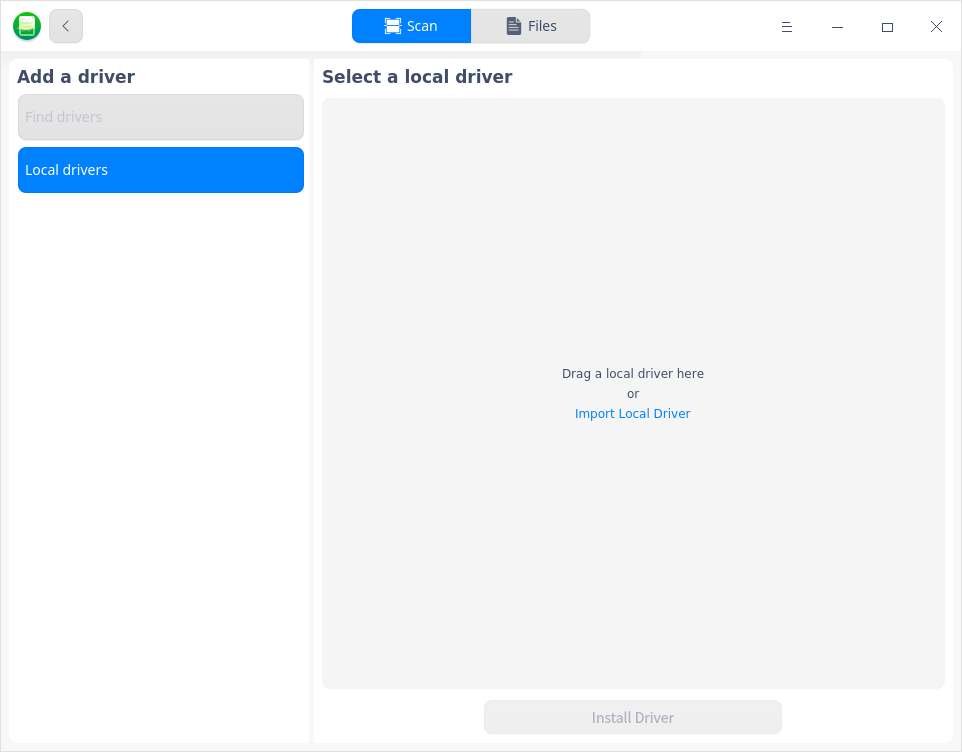 Scan
Files
Add a driver
Find drivers
Local drivers
Select a local driver
Drag a local driver here
or
Import Local Driver
Install Driver